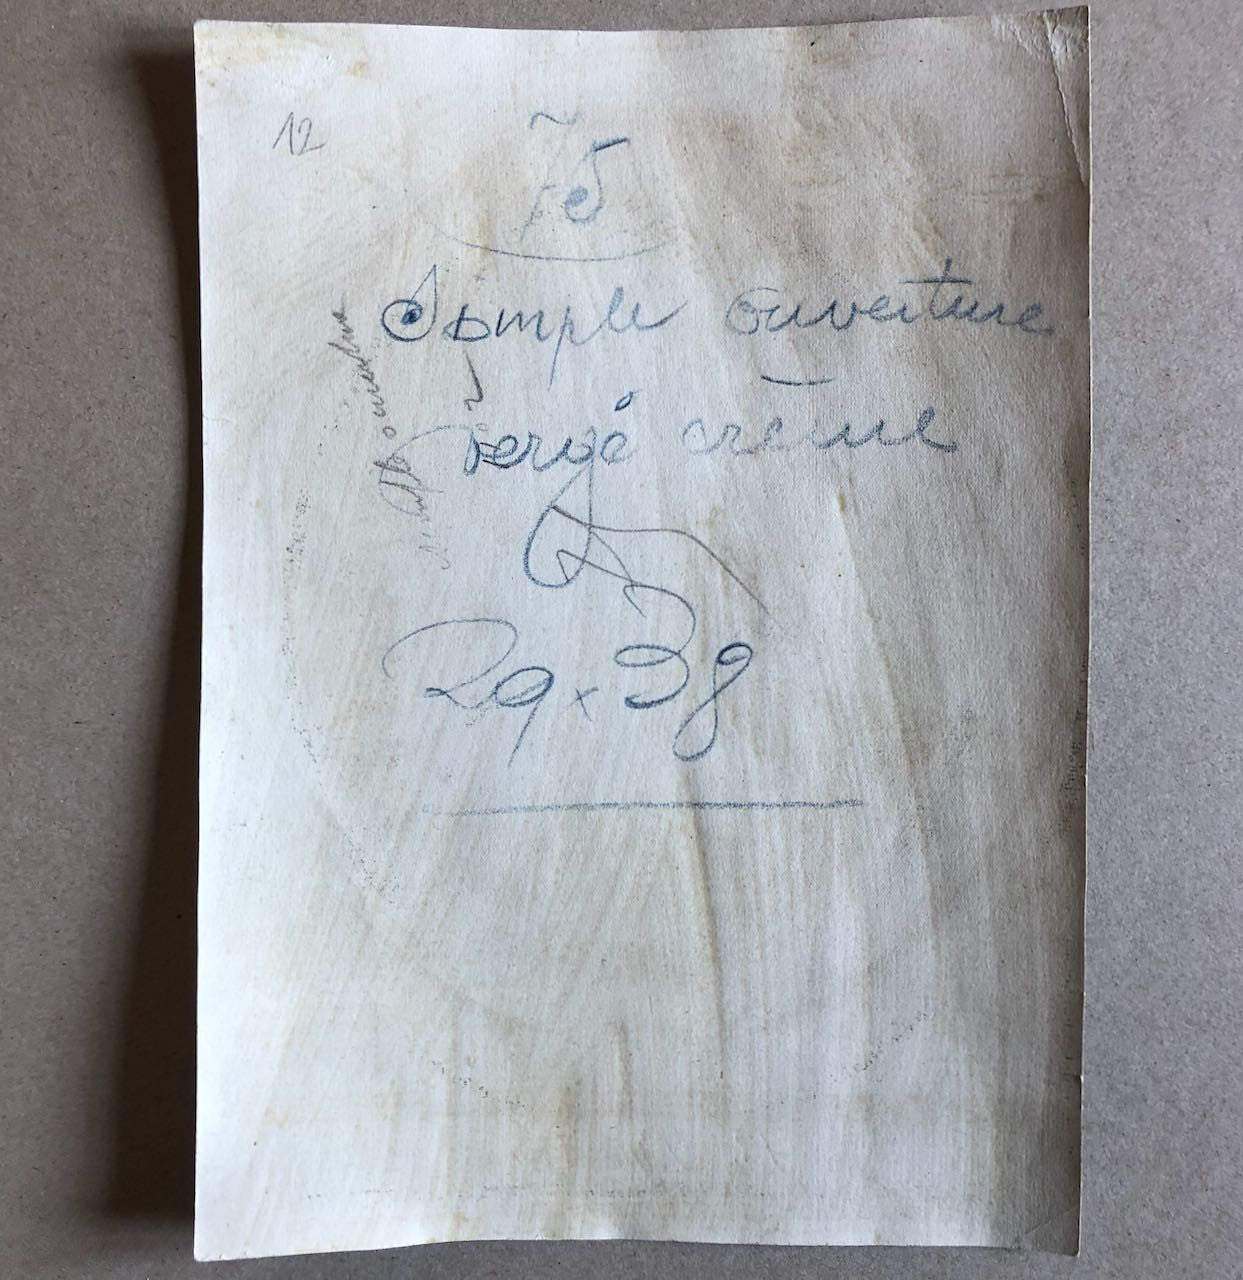 12
75
Simple ouverture
vergé crème
29 x 38